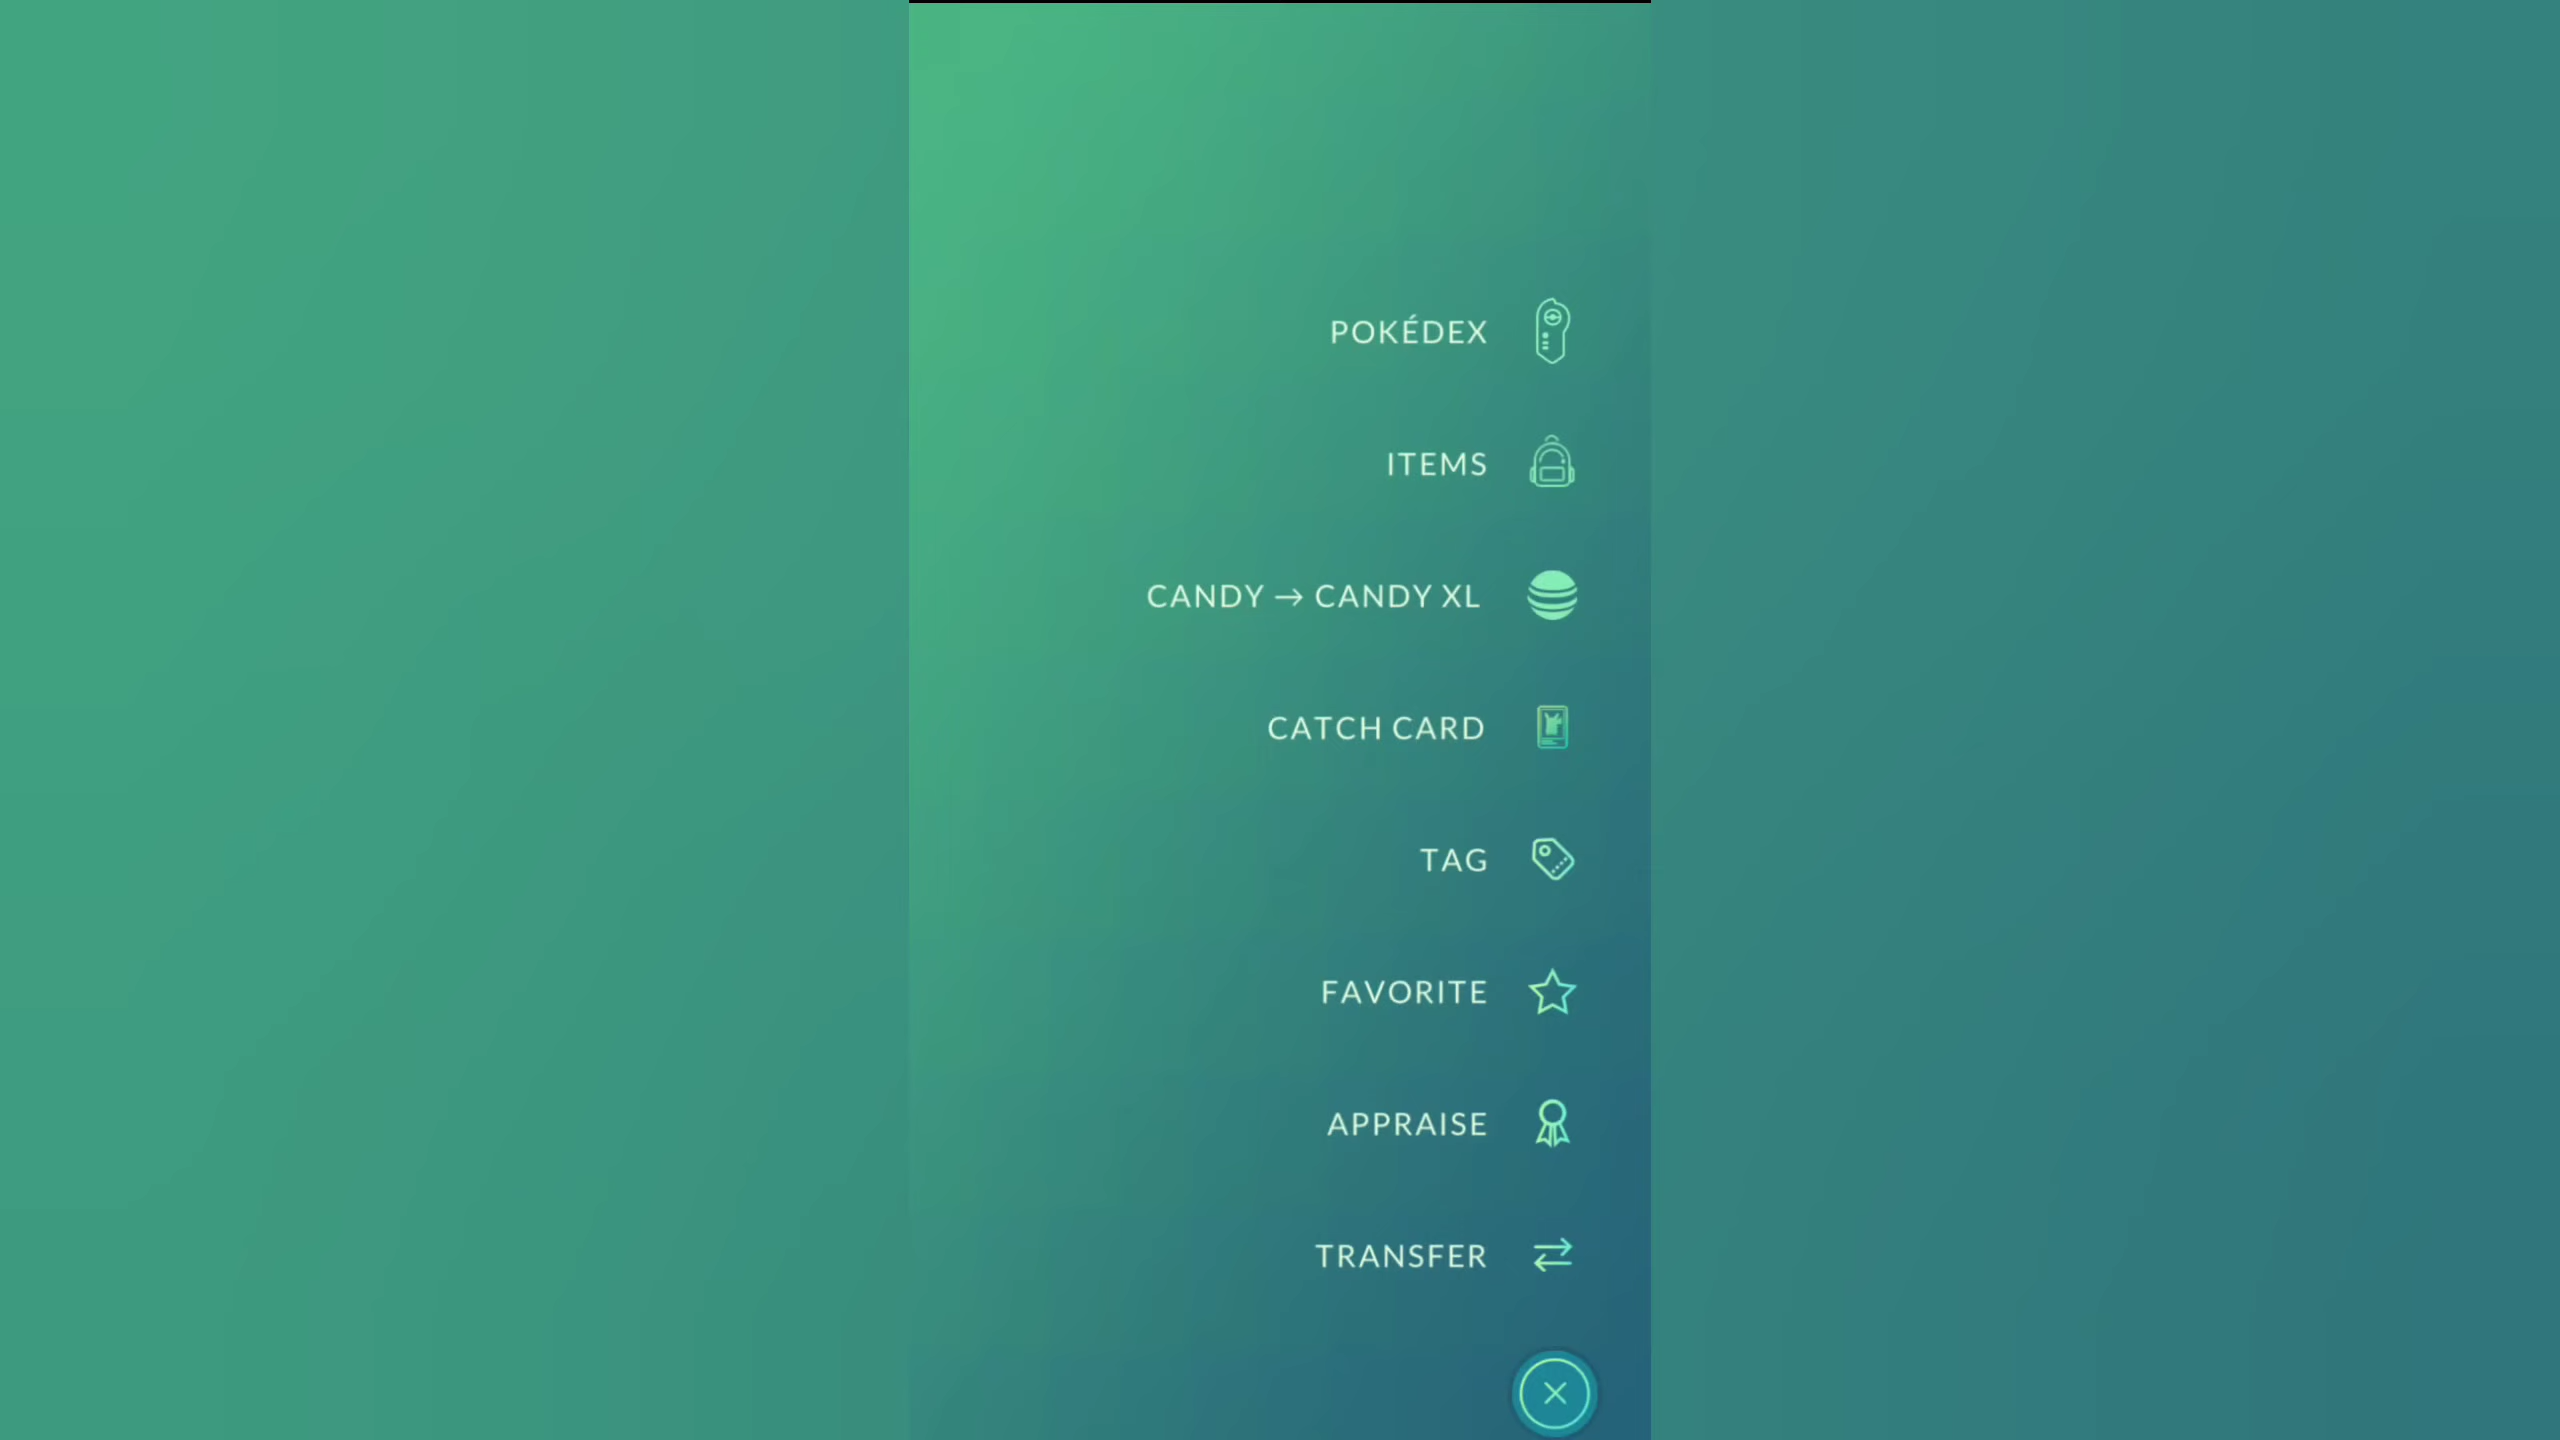 POKÉDEX
ITEMS
CANDY → CANDY XL
CATCH CARD
TAG
FAVORITE
APPRAISE
TRANSFER